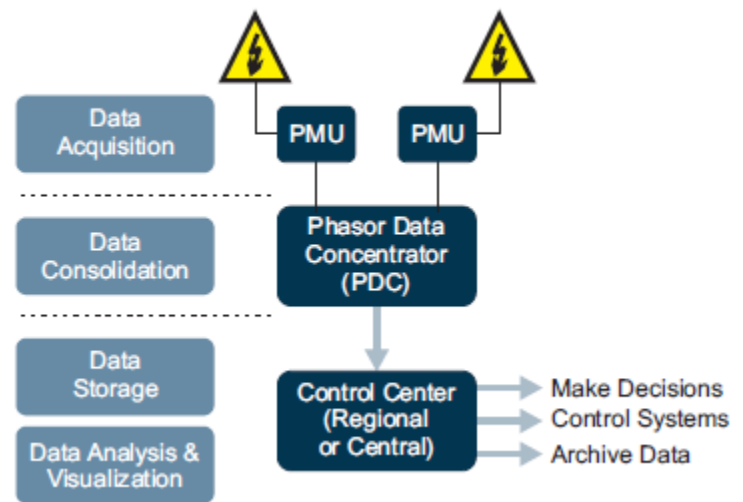 Data
Acquisition
PMU
PMU
Data
Consolidation
Phasor Data
Concentrator
(PDC)
Data
Storage
Data Analysis &
Visualization
Control Center
(Regional
or Central)
Make Decisions
Control Systems
Archive Data